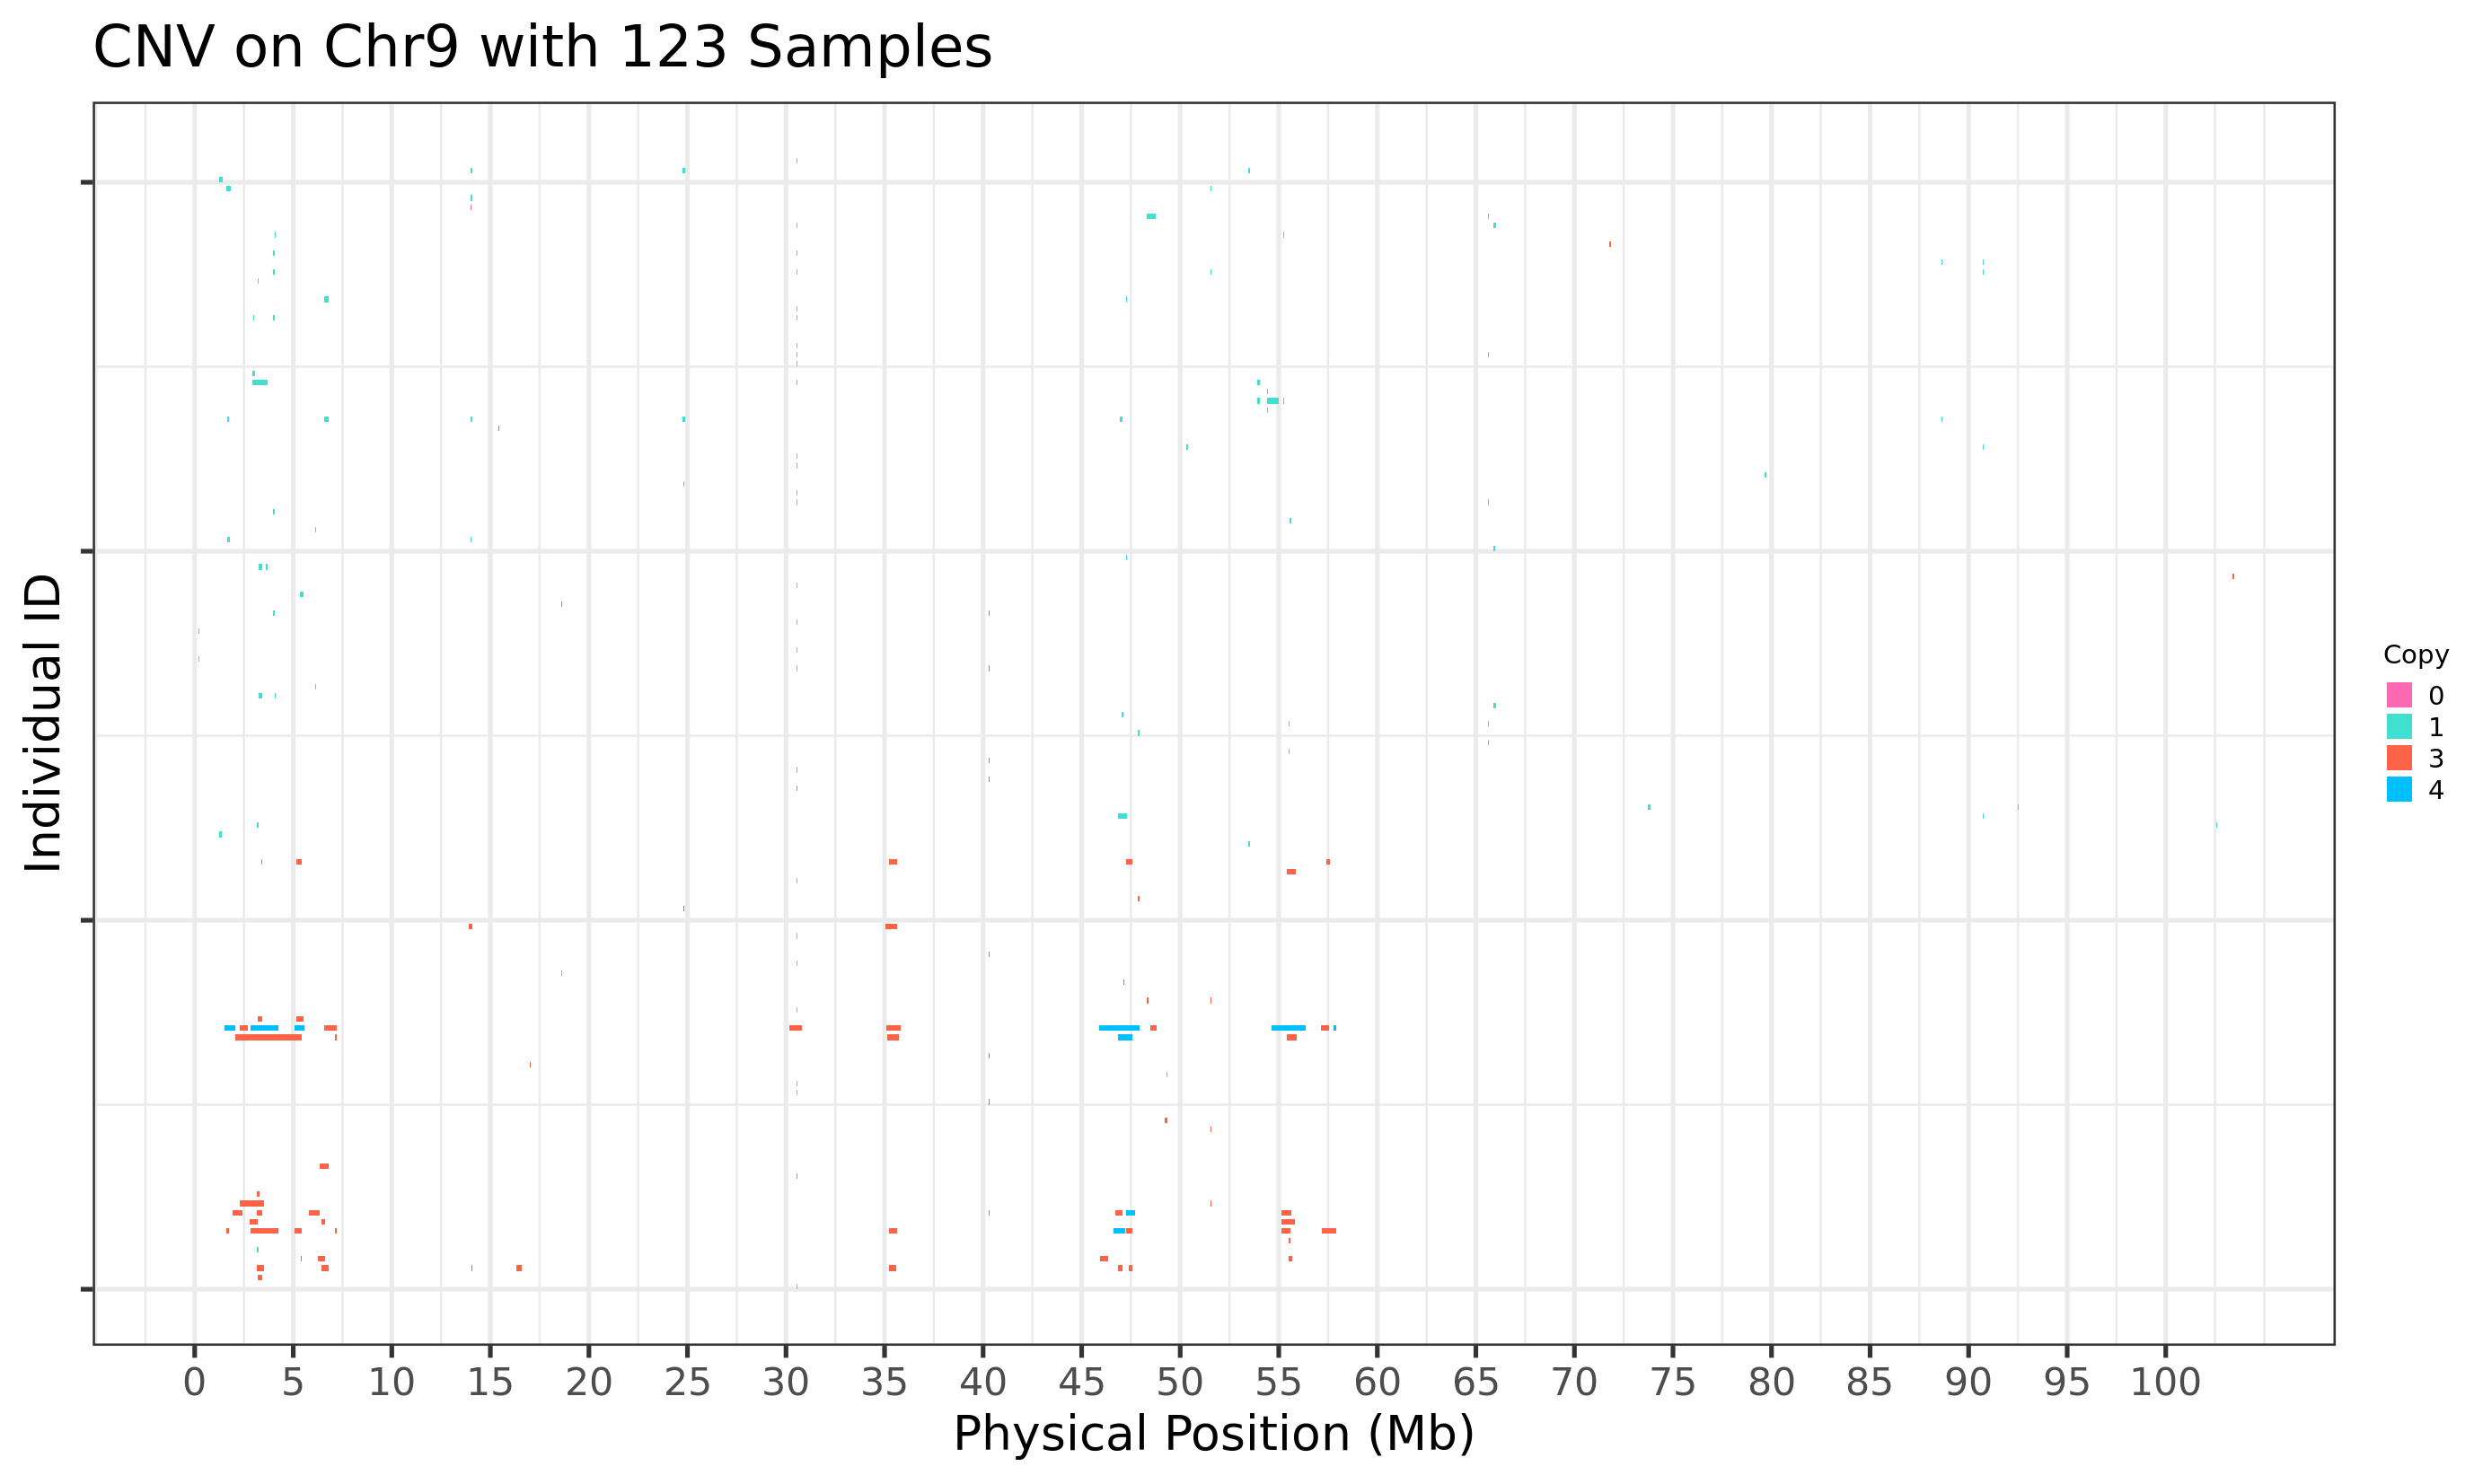 CNV on Chr9 with 123 Samples
Individual ID
Copy
0
1
3
4
0 5 10 15 20 25 30 35 40 45 50 55 60 65 70 75 80 85 90 95 100
Physical Position (Mb)